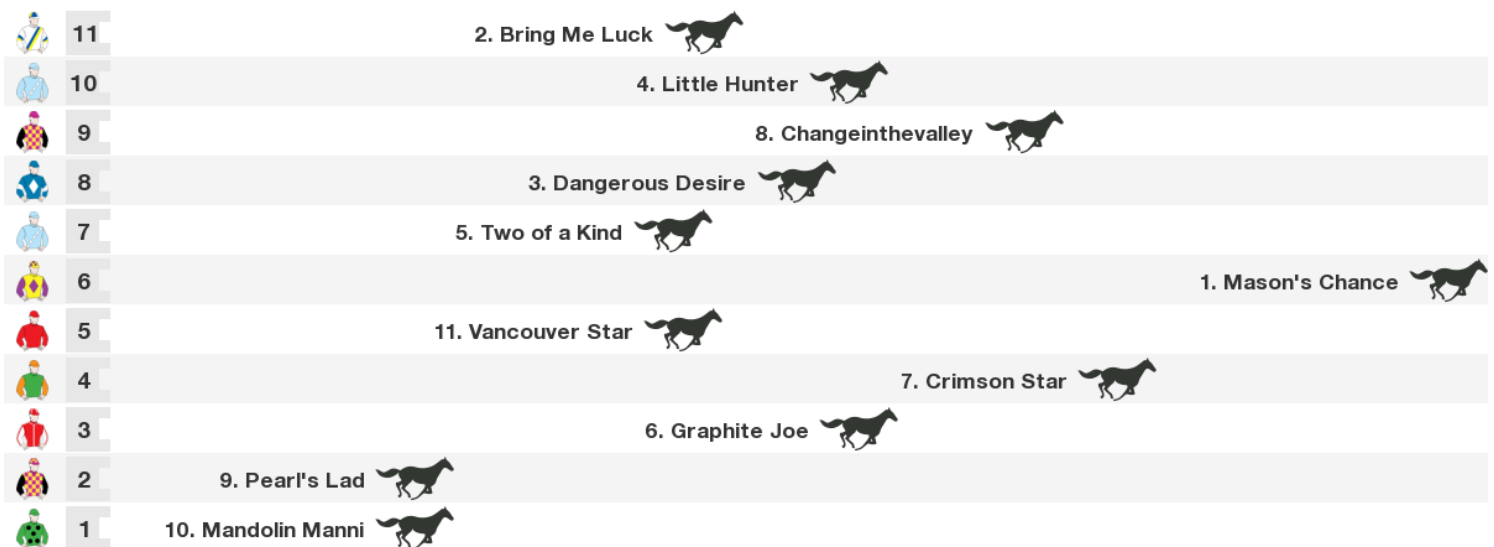 11 2. Bring Me Luck
10 4. Little Hunter
9 8. Changeinthevalley
8 3. Dangerous Desire
7 5. Two of a Kind
6 1. Mason's Chance
5 11. Vancouver Star
4 7. Crimson Star
3 6. Graphite Joe
2 9. Pearl's Lad
1 10. Mandolin Manni